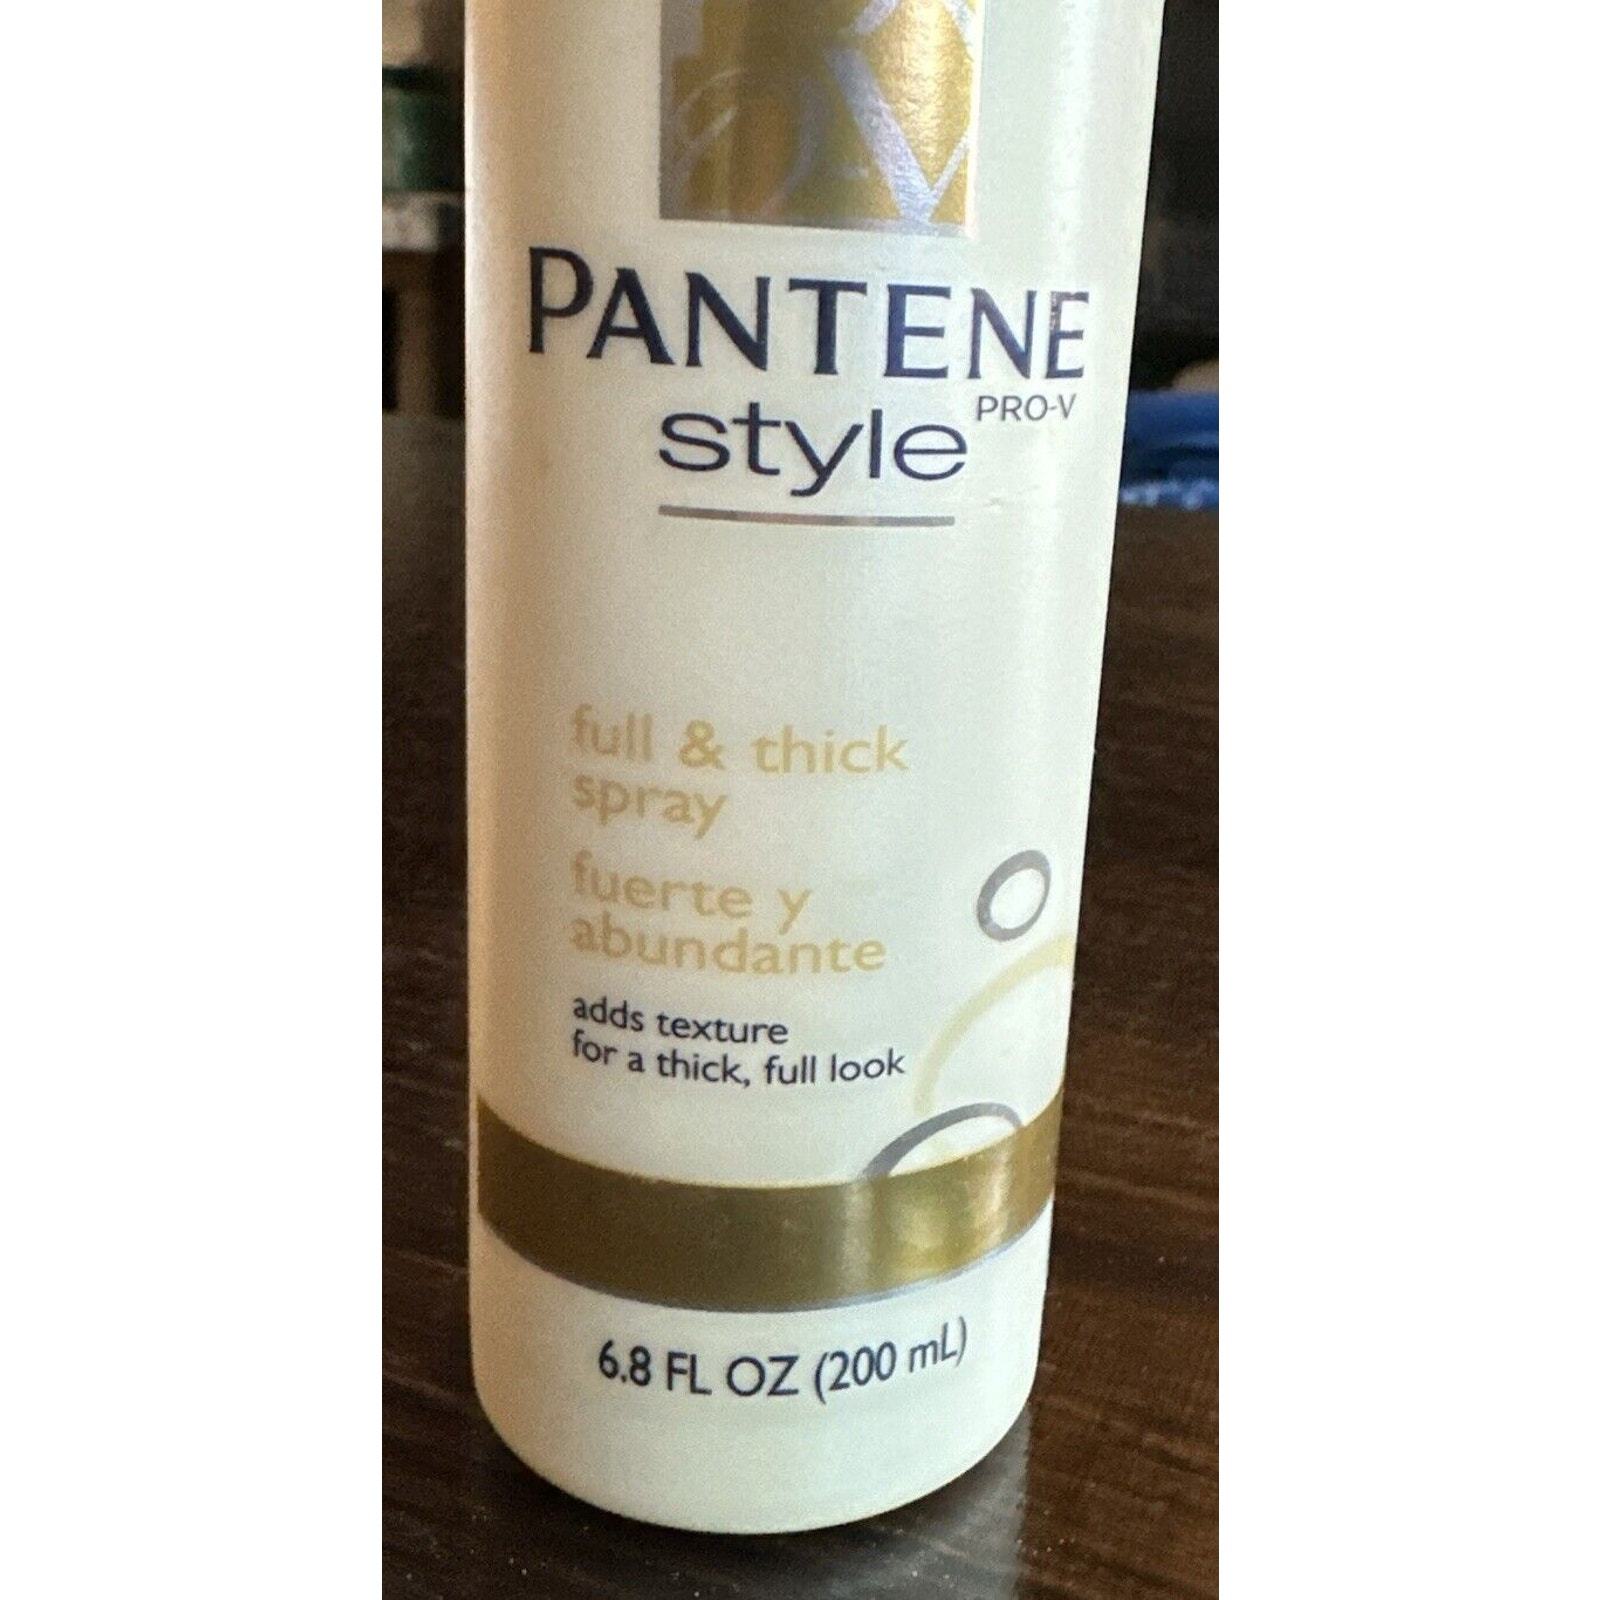 PANTENE
PRO-V
style
full & thick
spray
fuerte y
abundante
adds texture
for a thick, full look
6.8 FL OZ (200 mL)